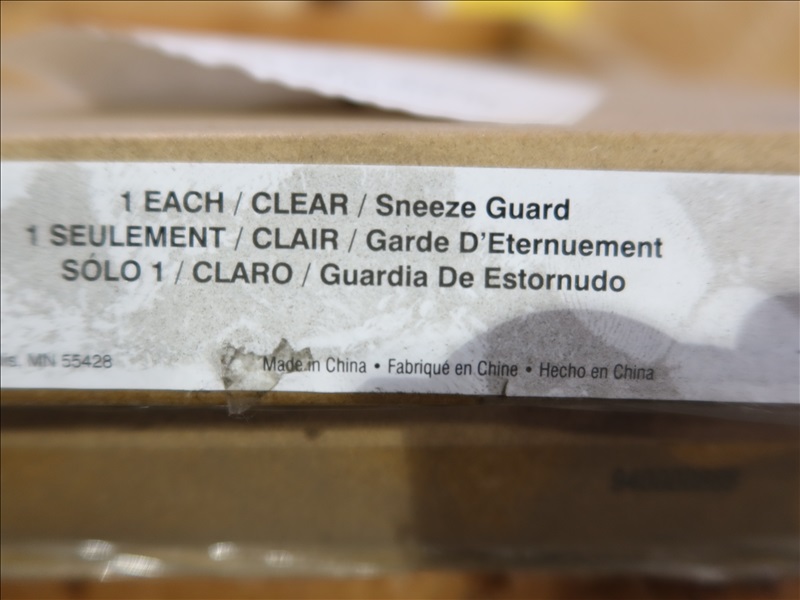 1 EACH / CLEAR / Sneeze Guard
1 SEULEMENT / CLAIR / Garde D'Eternuement
SÓLO 1 / CLARO / Guardia De Estornudo
MN 55428
Made in China • Fabriqué en Chine • Hecho en China